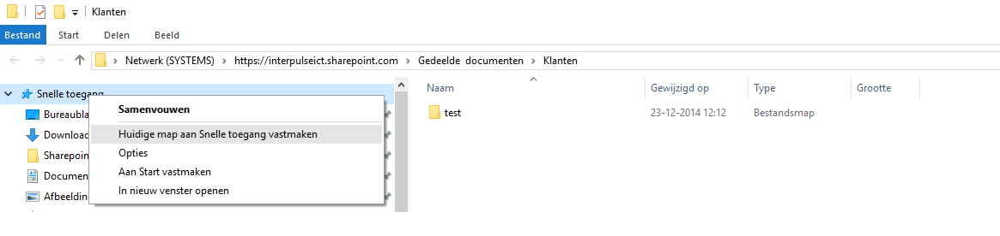 Klanten
Bestand Start Delen Beeld
Netwerk (SYSTEMS) https://interpulseict.sharepoint.com Gedeelde documenten Klanten
Naam Gewijzigd op Type Grootte
Snelle toegang
test 23-12-2014 12:12 Bestandsmap
Bureaubla
Download
Sharepoin
Documen
Afbeelding
Samenvouwen
Huidige map aan Snelle toegang vastmaken
Opties
Aan Start vastmaken
In nieuw venster openen